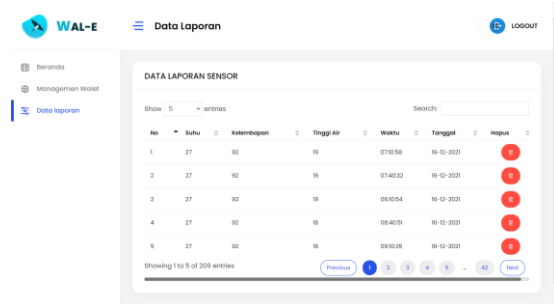 WAL-E
Data Laporan
LOGOUT
Beranda
Managemen Walet
Data laporan
DATA LAPORAN SENSOR
Show 5 entries
Search:
No Suhu Kelembapan Tinggi Air Waktu Tanggal Hapus
1 27 92 19 07:10:58 16-12-2021
2 27 92 19 07:40:32 16-12-2021
3 27 93 19 08:10:54 16-12-2021
4 27 92 18 08:40:51 16-12-2021
5 27 92 18 09:10:35 16-12-2021
Showing 1 to 5 of 209 entries
Previous 1 2 3 4 5 … 42 Next